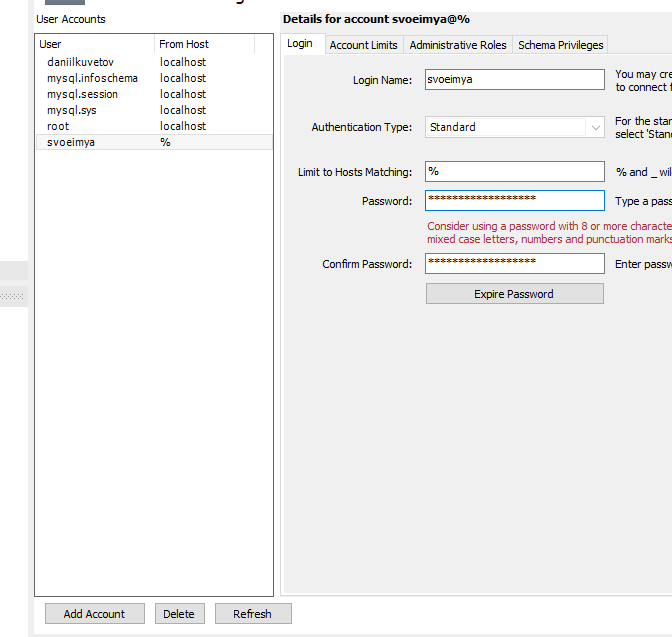 User Accounts
Details for account svoeimya@%
User From Host
daniilkuvetov localhost
mysql.infoschema localhost
mysql.session localhost
mysql.sys localhost
root localhost
svoeimya %
Login Account Limits Administrative Roles Schema Privileges
Login Name: svoeimya You may cre
to connect f
Authentication Type: Standard For the star
select 'Stan
Limit to Hosts Matching: % % and _ wil
Password: ****************** Type a pass
Consider using a password with 8 or more characte
mixed case letters, numbers and punctuation marks
Confirm Password: ****************** Enter passw
Expire Password
Add Account Delete Refresh